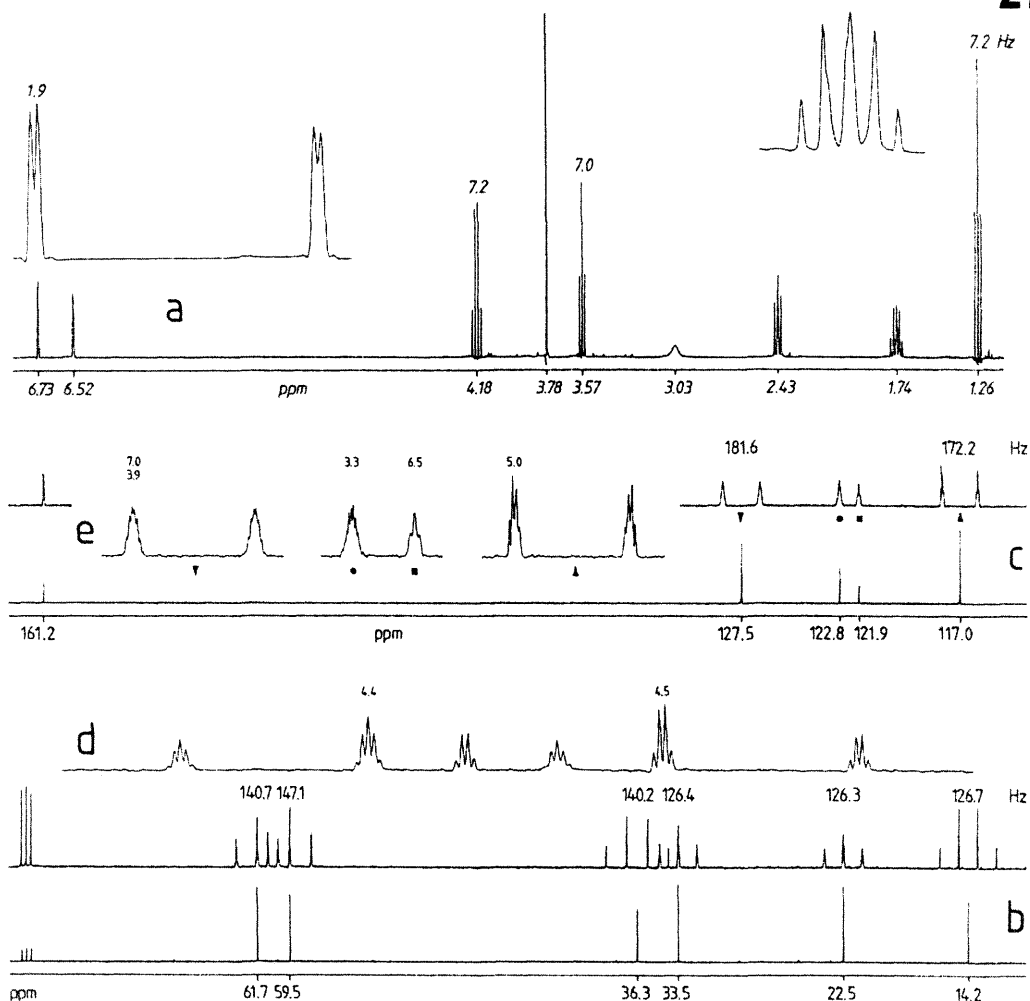 7.2 Hz
1.9
7.2
7.0
a
6.73 6.52 ppm 4.18 3.78 3.57 3.03 2.43 1.74 1.26
181.6 172.2 Hz
7.0 3.3 6.5 5.0
3.9
e
c
161.2 ppm 127.5 122.8 121.9 117.0
4.4 4.5
d
140.7 147.1 140.2 126.4 126.3 126.7 Hz
b
ppm 61.7 59.5 36.3 33.5 22.5 14.2